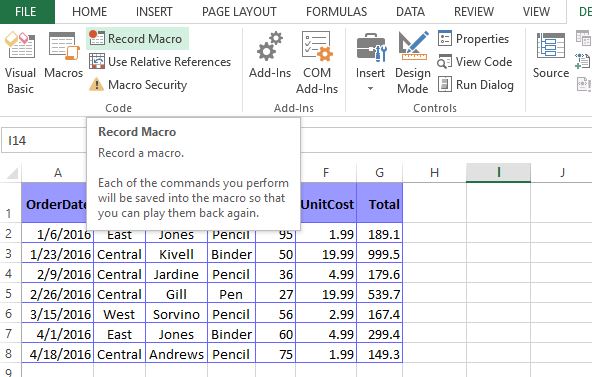 FILE HOME INSERT PAGE LAYOUT FORMULAS DATA REVIEW VIEW
Visual Basic
Macros
Record Macro
Use Relative References
Macro Security
Code
Add-Ins
COM Add-Ins
Add-Ins
Insert
Design Mode
Properties
View Code
Run Dialog
Controls
Source
I14
Record Macro
Record a macro.
Each of the commands you perform
will be saved into the macro so that
you can play them back again.
A F G H I J
1 OrderDate UnitCost Total
2 1/6/2016 East Jones Pencil 95 1.99 189.1
3 1/23/2016 Central Kivell Binder 50 19.99 999.5
4 2/9/2016 Central Jardine Pencil 36 4.99 179.6
5 2/26/2016 Central Gill Pen 27 19.99 539.7
6 3/15/2016 West Sorvino Pencil 56 2.99 167.4
7 4/1/2016 East Jones Binder 60 4.99 299.4
8 4/18/2016 Central Andrews Pencil 75 1.99 149.3
9